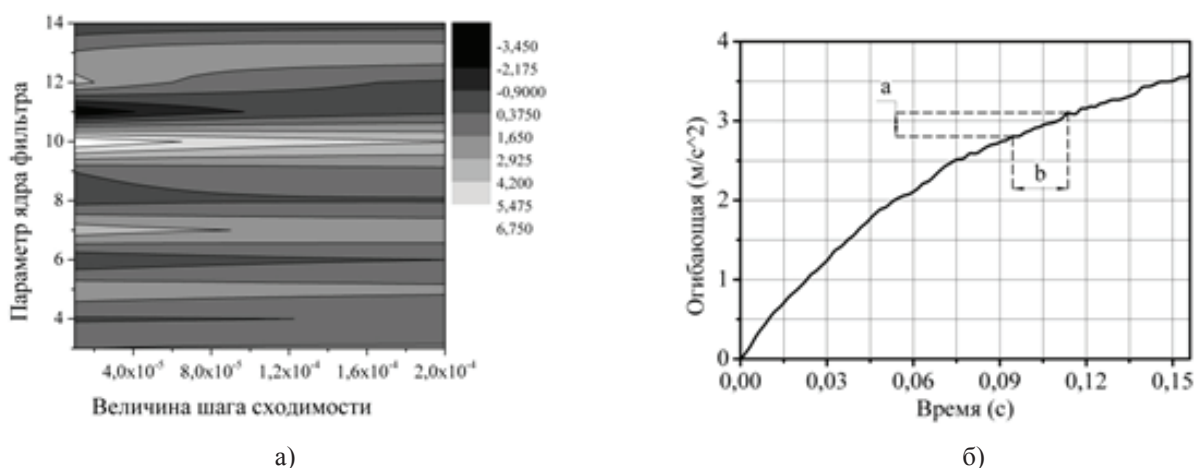 14
12
10
8
6
4
Параметр ядра фильтра
4,0x10⁻⁵ 8,0x10⁻⁵ 1,2x10⁻⁴ 1,6x10⁻⁴ 2,0x10⁻⁴
Величина шага сходимости
-3,450
-2,175
-0,9000
0,3750
1,650
2,925
4,200
5,475
6,750
а)
4
3
2
1
0
Огибающая (м/с^2)
a
b
0,00 0,03 0,06 0,09 0,12 0,15
Время (с)
б)